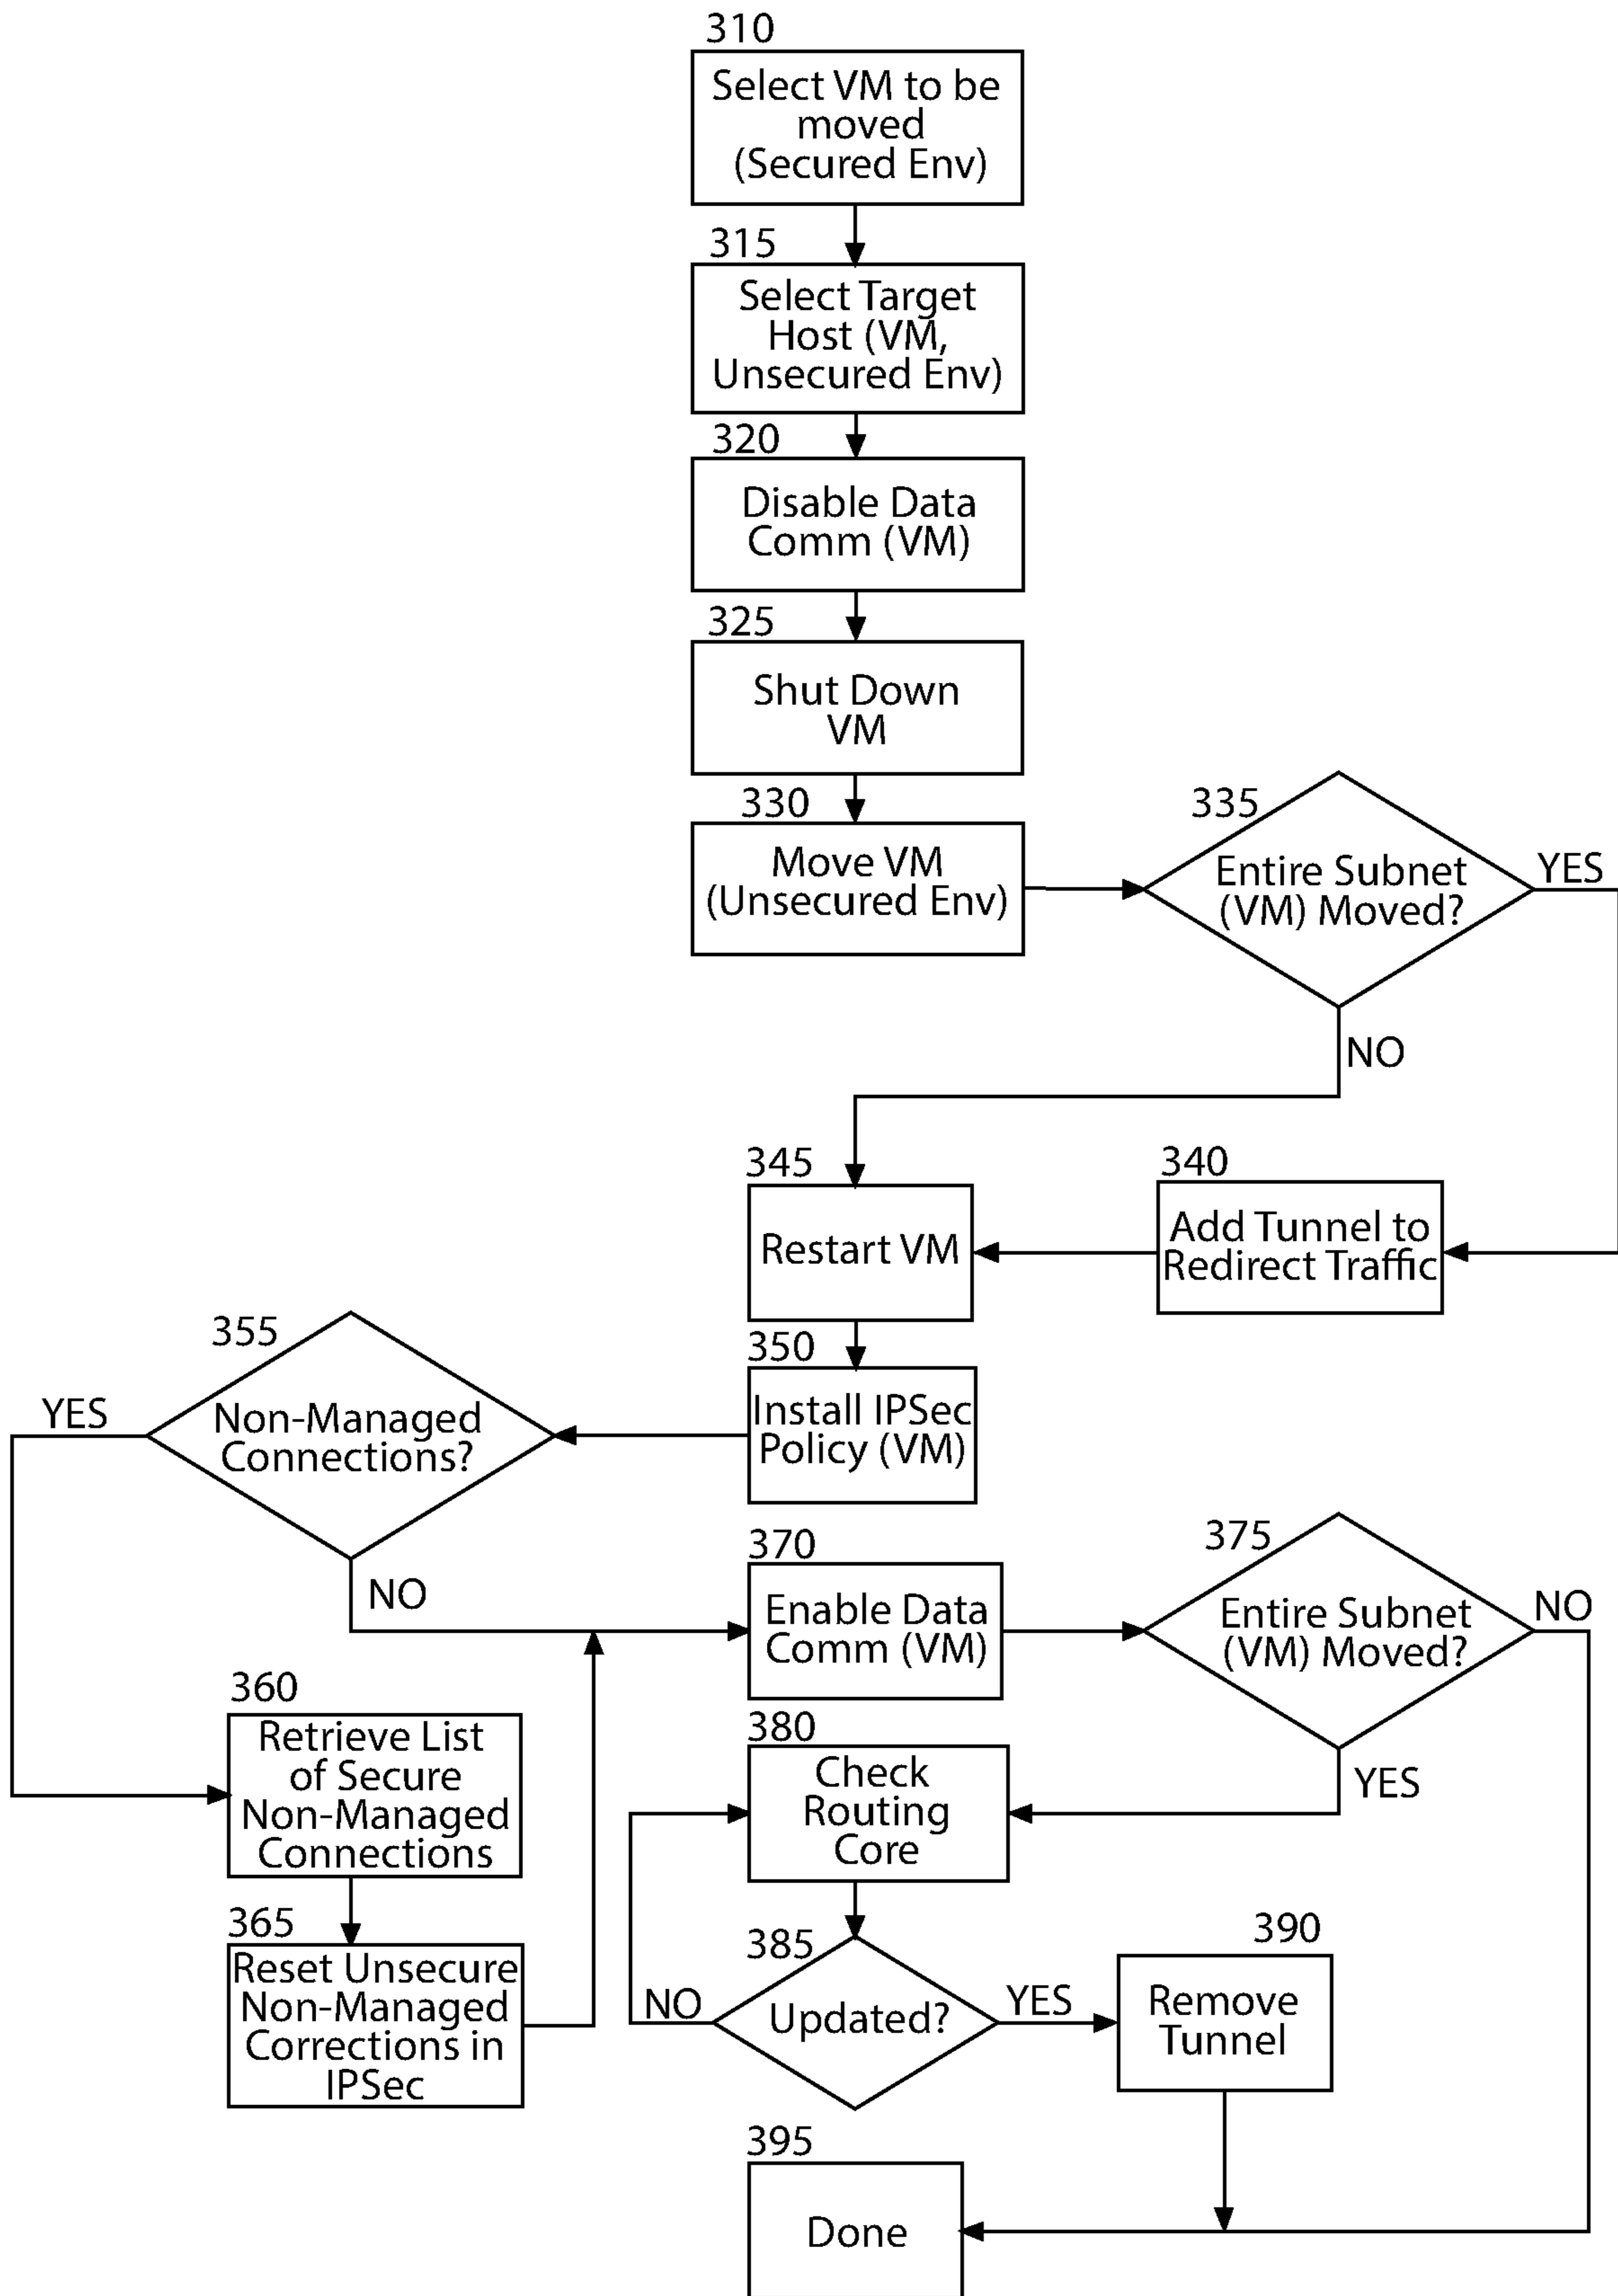 310
Select VM to be
moved
(Secured Env)
315
Select Target
Host (VM,
Unsecured Env)
320
Disable Data
Comm (VM)
325
Shut Down
VM
330
Move VM
(Unsecured Env)
335
Entire Subnet
(VM) Moved?
YES
NO
340
Add Tunnel to
Redirect Traffic
345
Restart VM
350
Install IPSec
Policy (VM)
355
Non-Managed
Connections?
YES
NO
360
Retrieve List
of Secure
Non-Managed
Connections
365
Reset Unsecure
Non-Managed
Corrections in
IPSec
370
Enable Data
Comm (VM)
375
Entire Subnet
(VM) Moved?
NO
YES
380
Check
Routing
Core
385
Updated?
NO
YES
390
Remove
Tunnel
395
Done